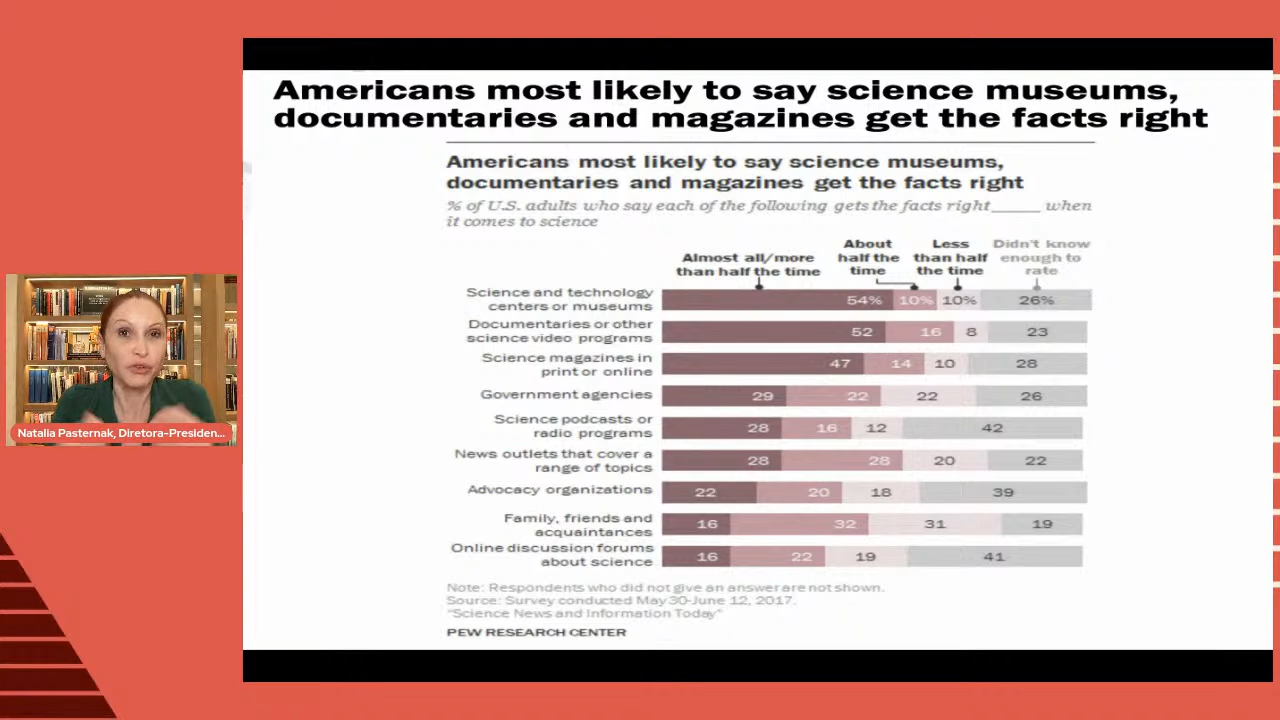 Americans most likely to say science museums,
documentaries and magazines get the facts right
Americans most likely to say science museums,
documentaries and magazines get the facts right
% of U.S. adults who say each of the following gets the facts right_____ when
it comes to science
Almost all/more
than half the time
About
half the
time
Less
than half
the time
Didn't know
enough to
rate
Science and technology
centers or museums
54% 10% 10% 26%
Documentaries or other
science video programs
52 16 8 23
Science magazines in
print or online
47 14 10 28
Government agencies
29 22 22 26
Science podcasts or
radio programs
28 16 12 42
News outlets that cover a
range of topics
28 28 20 22
Advocacy organizations
22 20 18 39
Family, friends and
acquaintances
16 32 31 19
Online discussion forums
about science
16 22 19 41
Note: Respondents who did not give an answer are not shown.
Source: Survey conducted May 30-June 12, 2017.
"Science News and Information Today"
PEW RESEARCH CENTER
Natalia Pasternak, Diretora-Presiden...